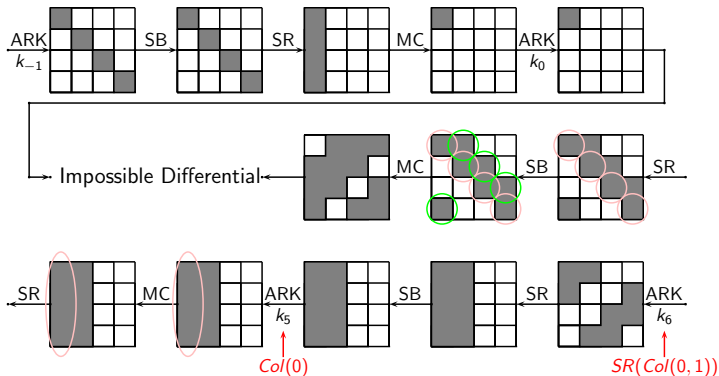 ARK SB SR MC ARK
k₋₁ k₀
Impossible Differential MC SB SR
SR MC ARK SB SR ARK
k₅ k₆
Col(0) SR(Col(0,1))